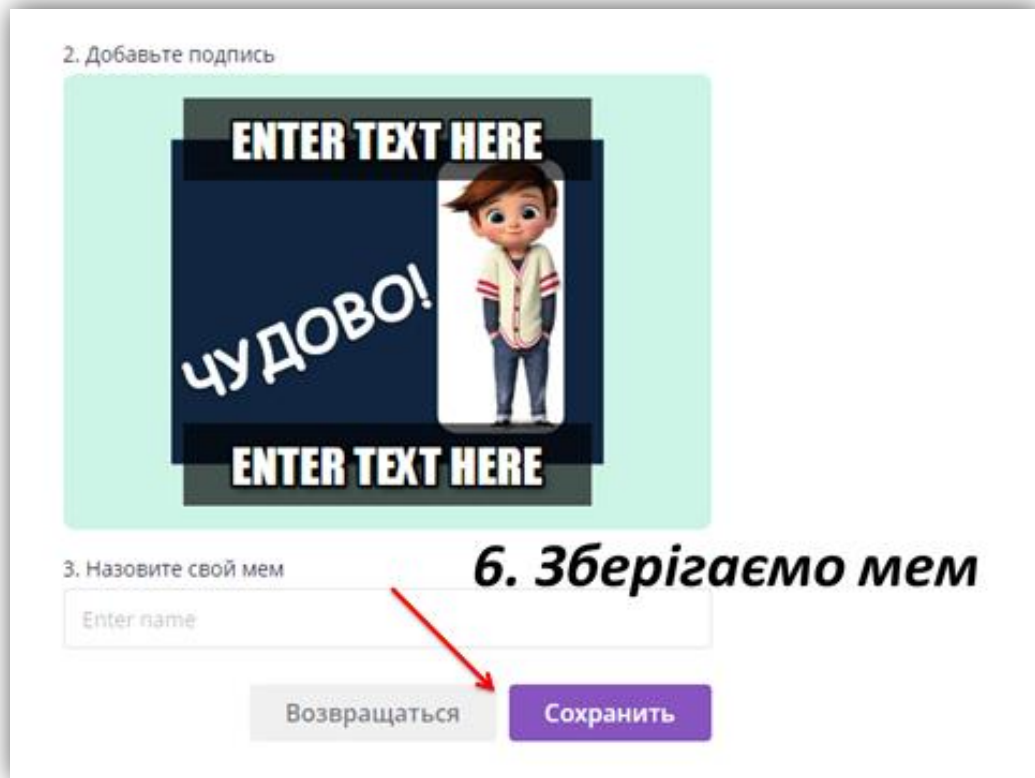 2. Добавьте подпись
ENTER TEXT HERE
ЧУДОВО!
ENTER TEXT HERE
3. Назовите свой мем
6. Зберігаємо мем
Enter name
Возвращаться
Сохранить